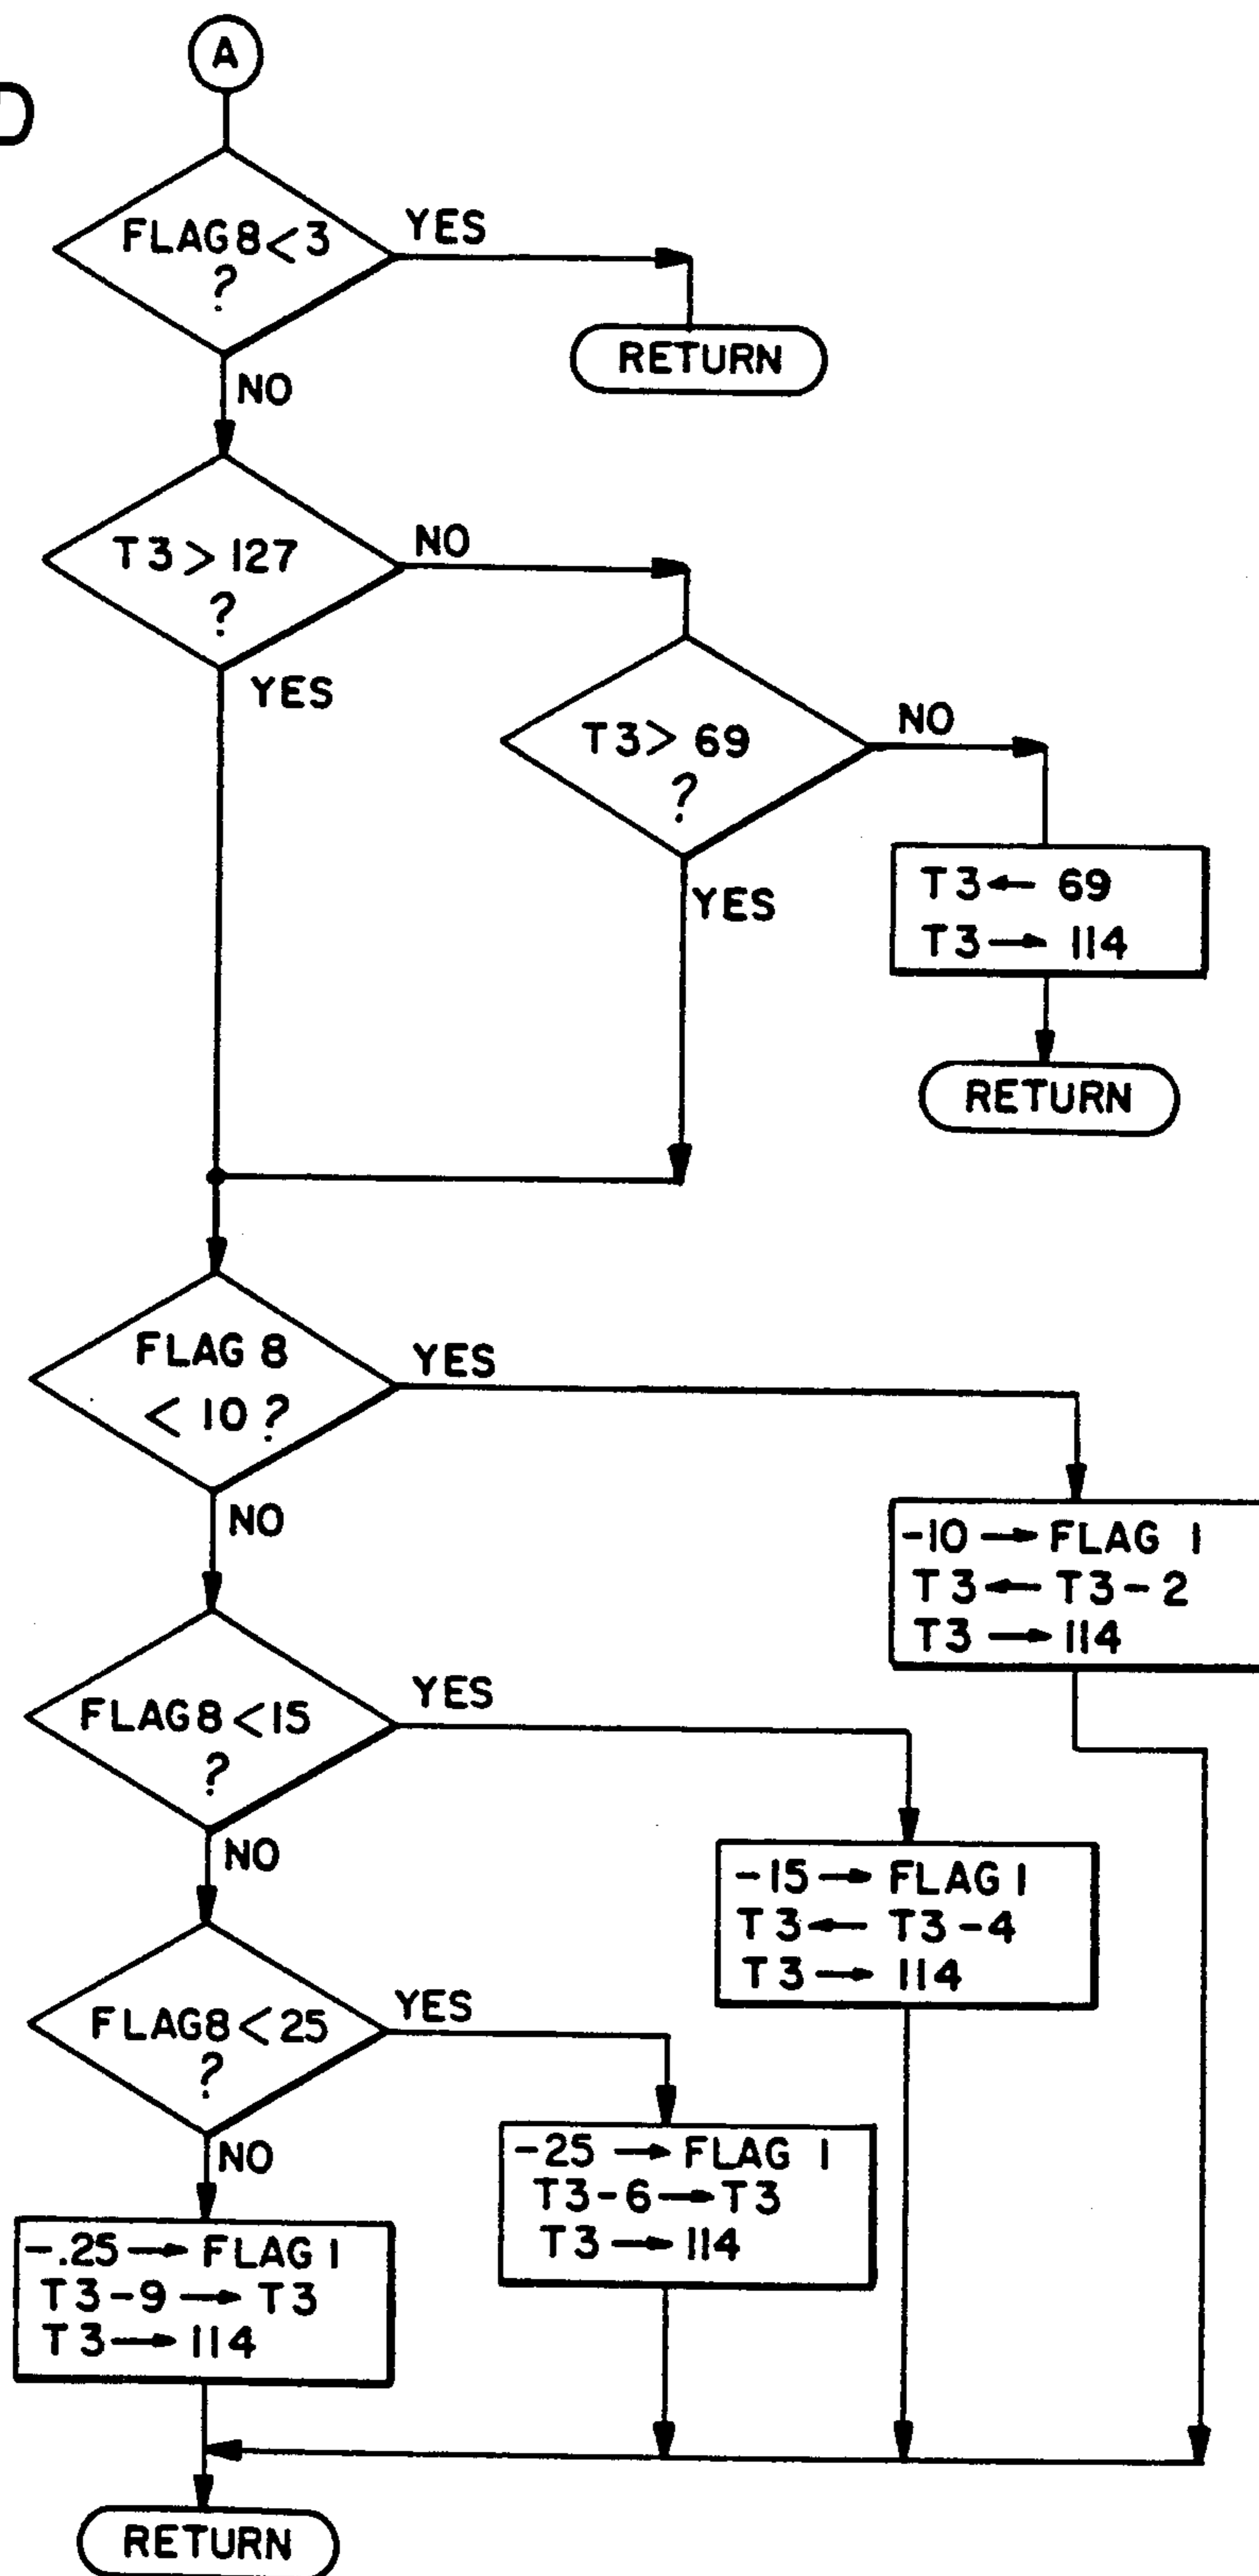 A
D
FLAG8<3
?
YES
RETURN
NO
T3>127
?
NO
YES
T3> 69
?
NO
YES
T3← 69
T3→ 114
RETURN
FLAG 8
< 10 ?
YES
NO
-10→FLAG 1
T3←T3-2
T3→114
FLAG8<15
?
YES
NO
-15→FLAG 1
T3←T3-4
T3→114
FLAG8<25
?
YES
NO
-25→FLAG 1
T3-6→T3
T3→114
-.25→FLAG 1
T3-9→T3
T3→114
RETURN